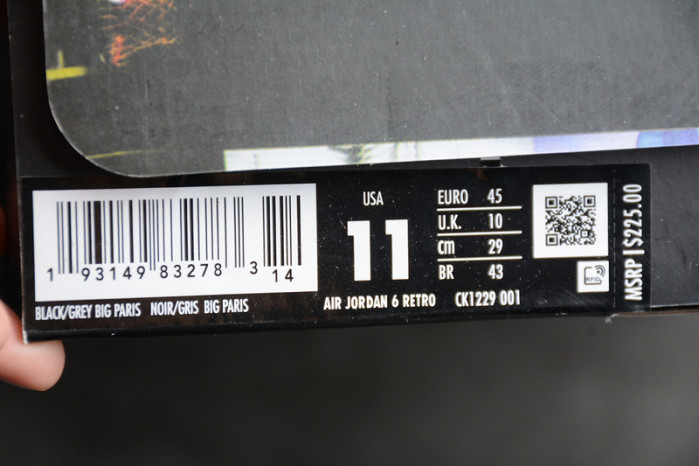 1 93149 83278 3 14
BLACK/GREY BIG PARIS NOIR/GRIS BIG PARIS
USA
11
AIR JORDAN 6 RETRO CK1229 001
EURO 45
U.K. 10
cm 29
BR 43
RFID
MSRP | $225.00